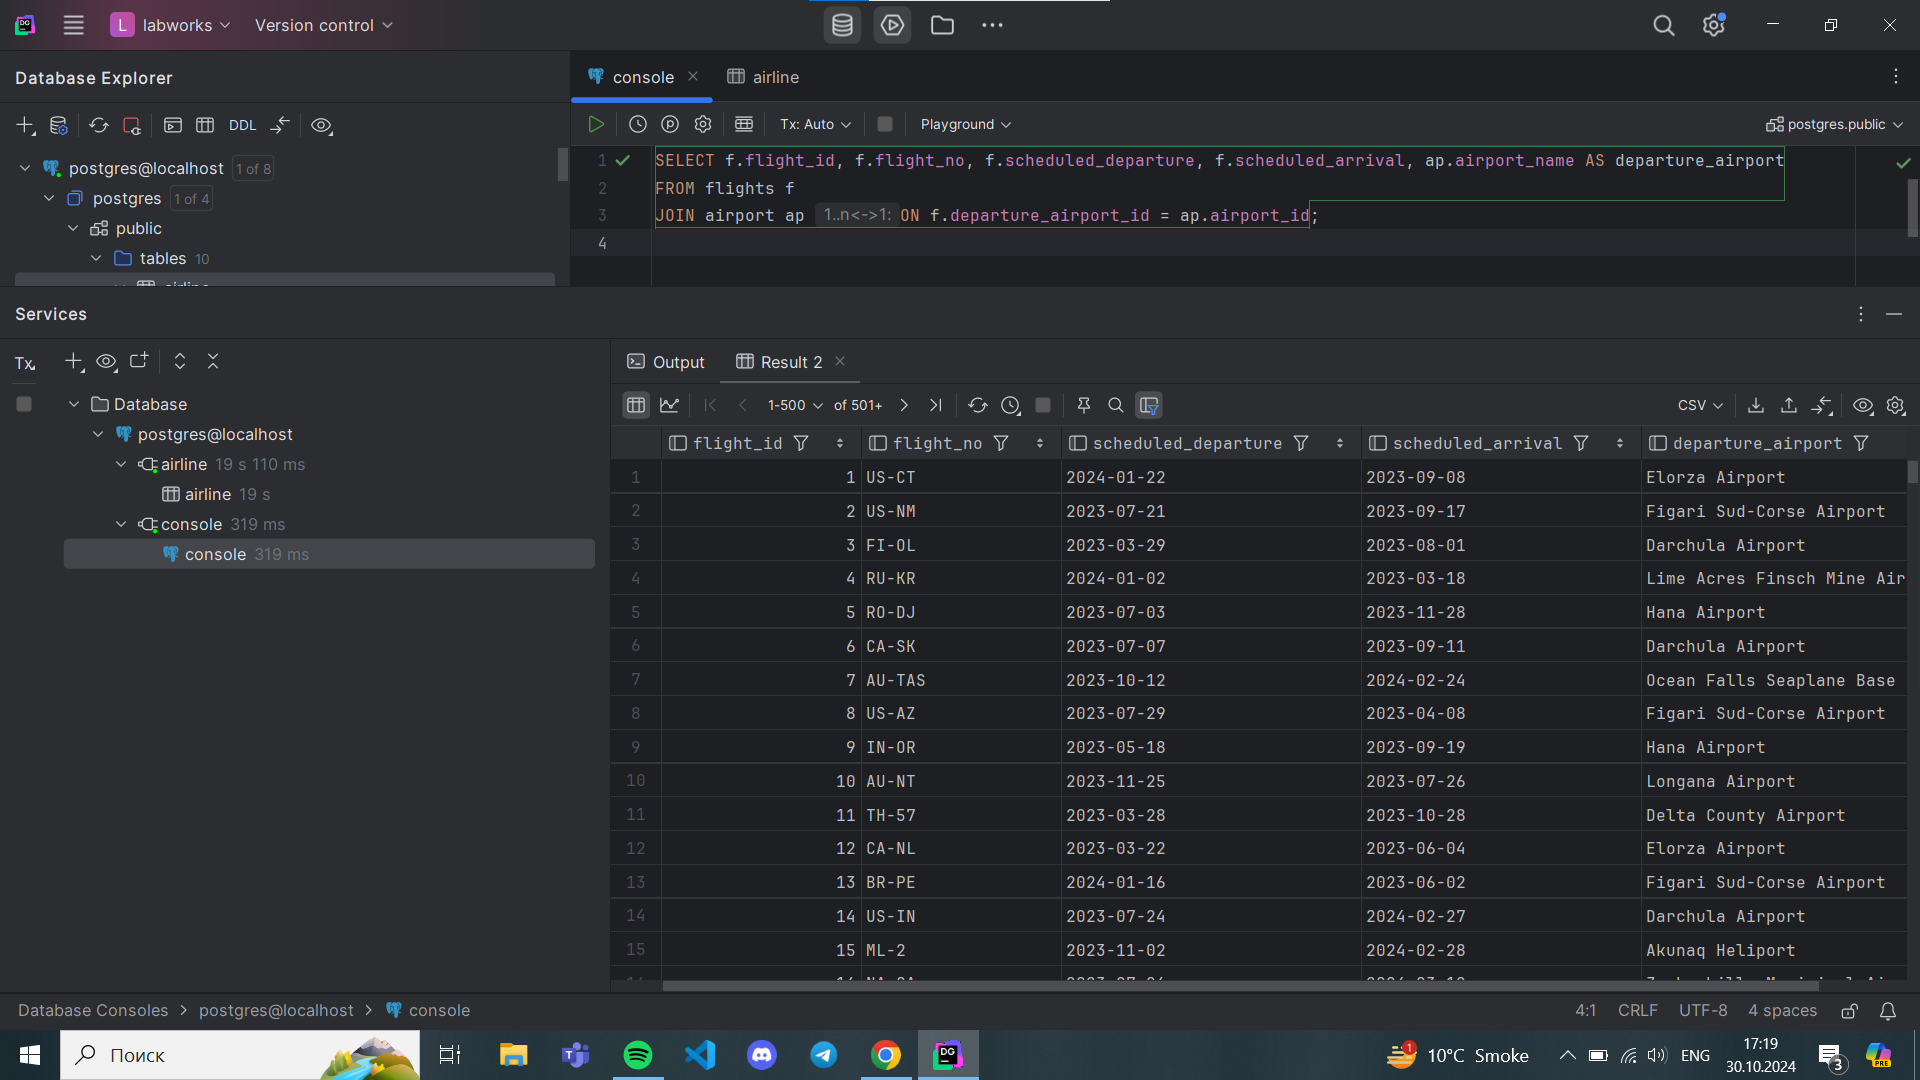 L labworks Version control
Database Explorer
console
airline
DDL
Tx: Auto
Playground
postgres.public
postgres@localhost 1 of 8
postgres 1 of 4
public
tables 10
airline
1 SELECT f.flight_id, f.flight_no, f.scheduled_departure, f.scheduled_arrival, ap.airport_name AS departure_airport
2 FROM flights f
3 JOIN airport ap 1..n<->1: ON f.departure_airport_id = ap.airport_id;
4
Services
Tx
Database
postgres@localhost
airline 19 s 110 ms
airline 19 s
console 319 ms
console 319 ms
Output
Result 2
1-500 of 501+
CSV
flight_id flight_no scheduled_departure scheduled_arrival departure_airport
1 1 US-CT 2024-01-22 2023-09-08 Elorza Airport
2 2 US-NM 2023-07-21 2023-09-17 Figari Sud-Corse Airport
3 3 FI-OL 2023-03-29 2023-08-01 Darchula Airport
4 4 RU-KR 2024-01-02 2023-03-18 Lime Acres Finsch Mine Air
5 5 RO-DJ 2023-07-03 2023-11-28 Hana Airport
6 6 CA-SK 2023-07-07 2023-09-11 Darchula Airport
7 7 AU-TAS 2023-10-12 2024-02-24 Ocean Falls Seaplane Base
8 8 US-AZ 2023-07-29 2023-04-08 Figari Sud-Corse Airport
9 9 IN-OR 2023-05-18 2023-09-19 Hana Airport
10 10 AU-NT 2023-11-25 2023-07-26 Longana Airport
11 11 TH-57 2023-03-28 2023-10-28 Delta County Airport
12 12 CA-NL 2023-03-22 2023-06-04 Elorza Airport
13 13 BR-PE 2024-01-16 2023-06-02 Figari Sud-Corse Airport
14 14 US-IN 2023-07-24 2024-02-27 Darchula Airport
15 15 ML-2 2023-11-02 2024-02-28 Akunaq Heliport
Database Consoles > postgres@localhost > console
4:1 CRLF UTF-8 4 spaces
Поиск
1 10°C Smoke
ENG
17:19
30.10.2024
3